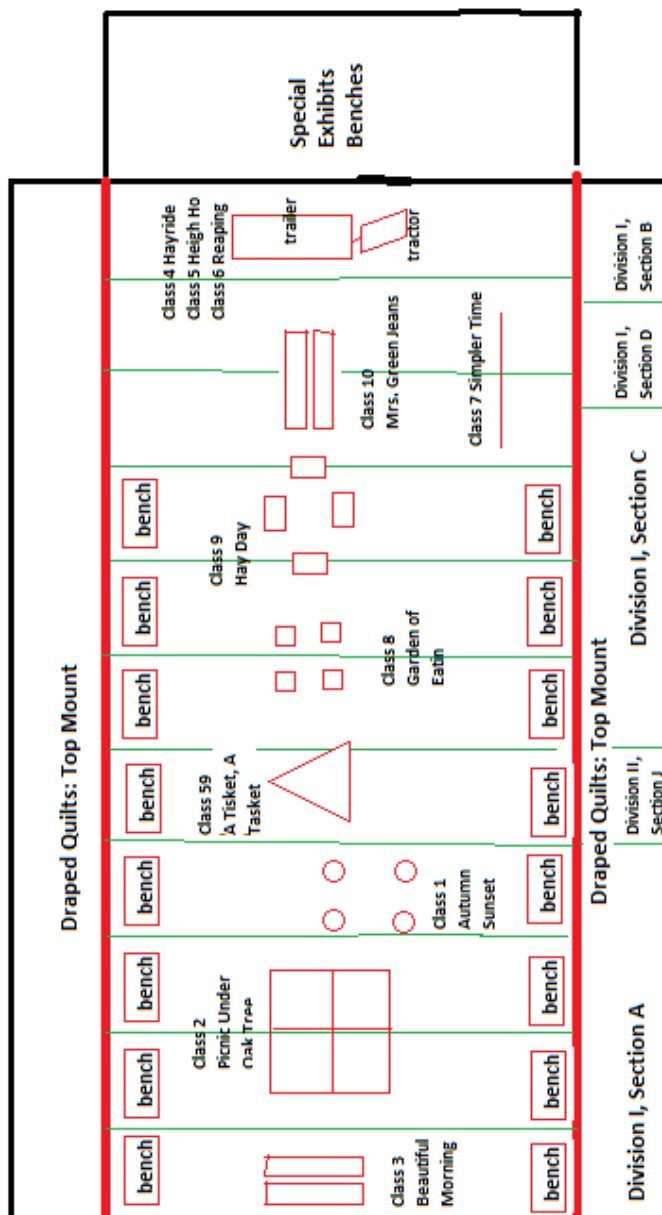 Special
Exhibits
Benches
Class 4 Hayride
Class 5 Heigh Ho
Class 6 Reaping
trailer
tractor
Division I,
Section B
Class 10
Mrs. Green Jeans
Class 7 Simpler Time
Division I,
Section D
Draped Quilts: Top Mount
bench
bench
bench
bench
bench
bench
bench
bench
Class 9
Hay Day
Class 8
Garden of
Eatin
Class 59
'A Tisket, A
Tasket
Class 1
Autumn
Sunset
Class 2
Picnic Under
Oak Tree
Class 3
Beautiful
Morning
bench
bench
bench
bench
bench
bench
bench
bench
Draped Quilts: Top Mount
Division I, Section C
Division II,
Section J
Division I, Section A